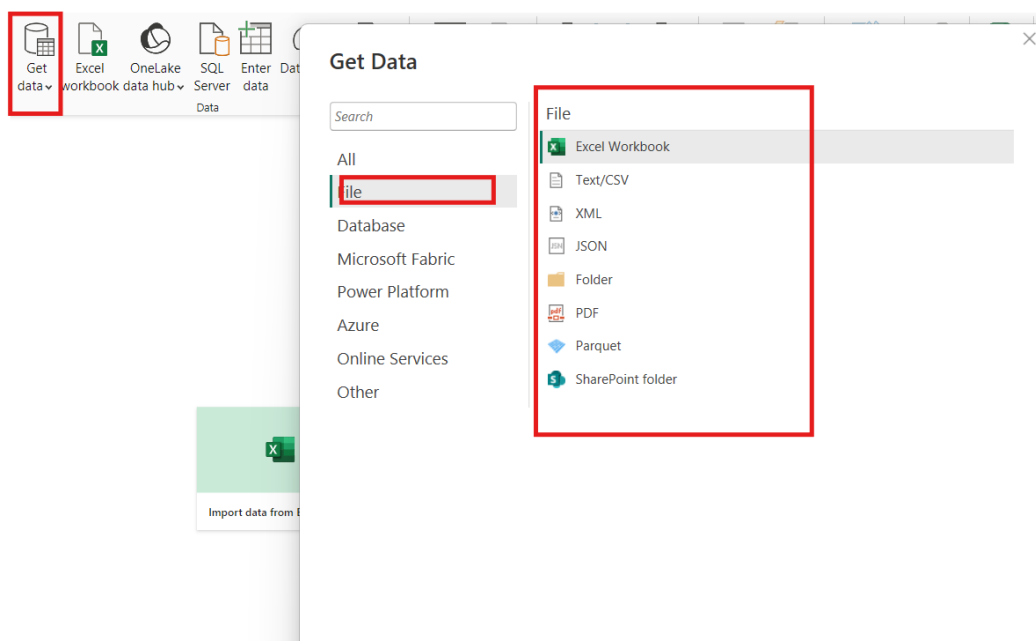 Get
data
Excel
workbook
OneLake
data hub
SQL
Server
Enter
data
Dat
Data
Get Data
Search
All
File
Database
Microsoft Fabric
Power Platform
Azure
Online Services
Other
File
Excel Workbook
Text/CSV
XML
JSON
Folder
PDF
Parquet
SharePoint folder
Import data from E